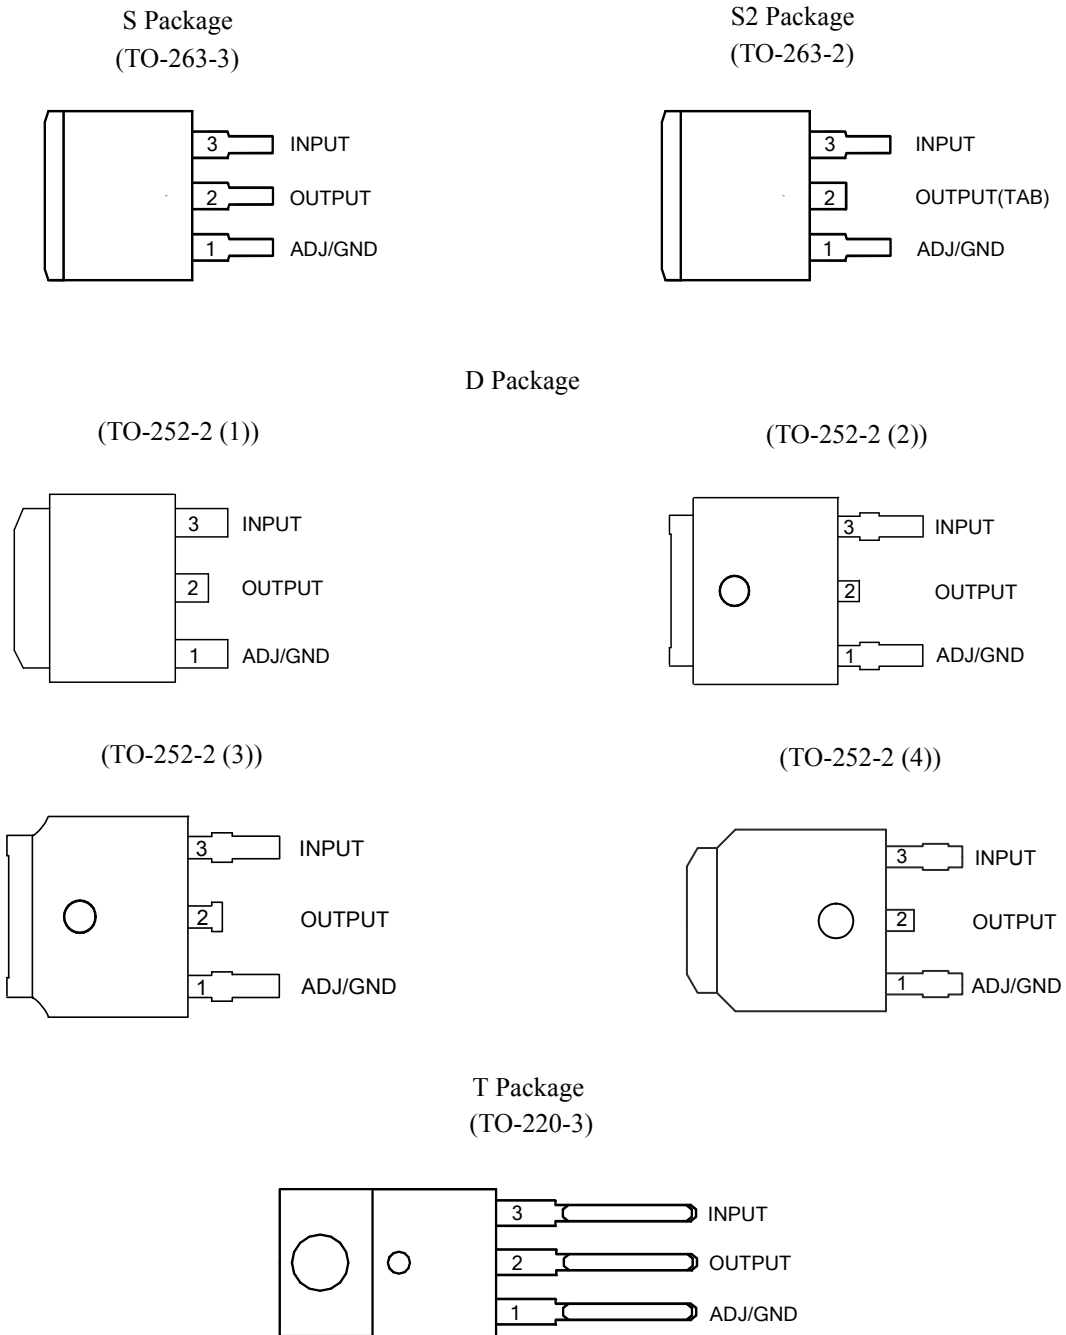 S Package
(TO-263-3)
S2 Package
(TO-263-2)
3 INPUT
2 OUTPUT
1 ADJ/GND
3 INPUT
2 OUTPUT(TAB)
1 ADJ/GND
D Package
(TO-252-2 (1))
(TO-252-2 (2))
3 INPUT
2 OUTPUT
1 ADJ/GND
3 INPUT
2 OUTPUT
1 ADJ/GND
(TO-252-2 (3))
(TO-252-2 (4))
3 INPUT
2 OUTPUT
1 ADJ/GND
3 INPUT
2 OUTPUT
1 ADJ/GND
T Package
(TO-220-3)
3 INPUT
2 OUTPUT
1 ADJ/GND